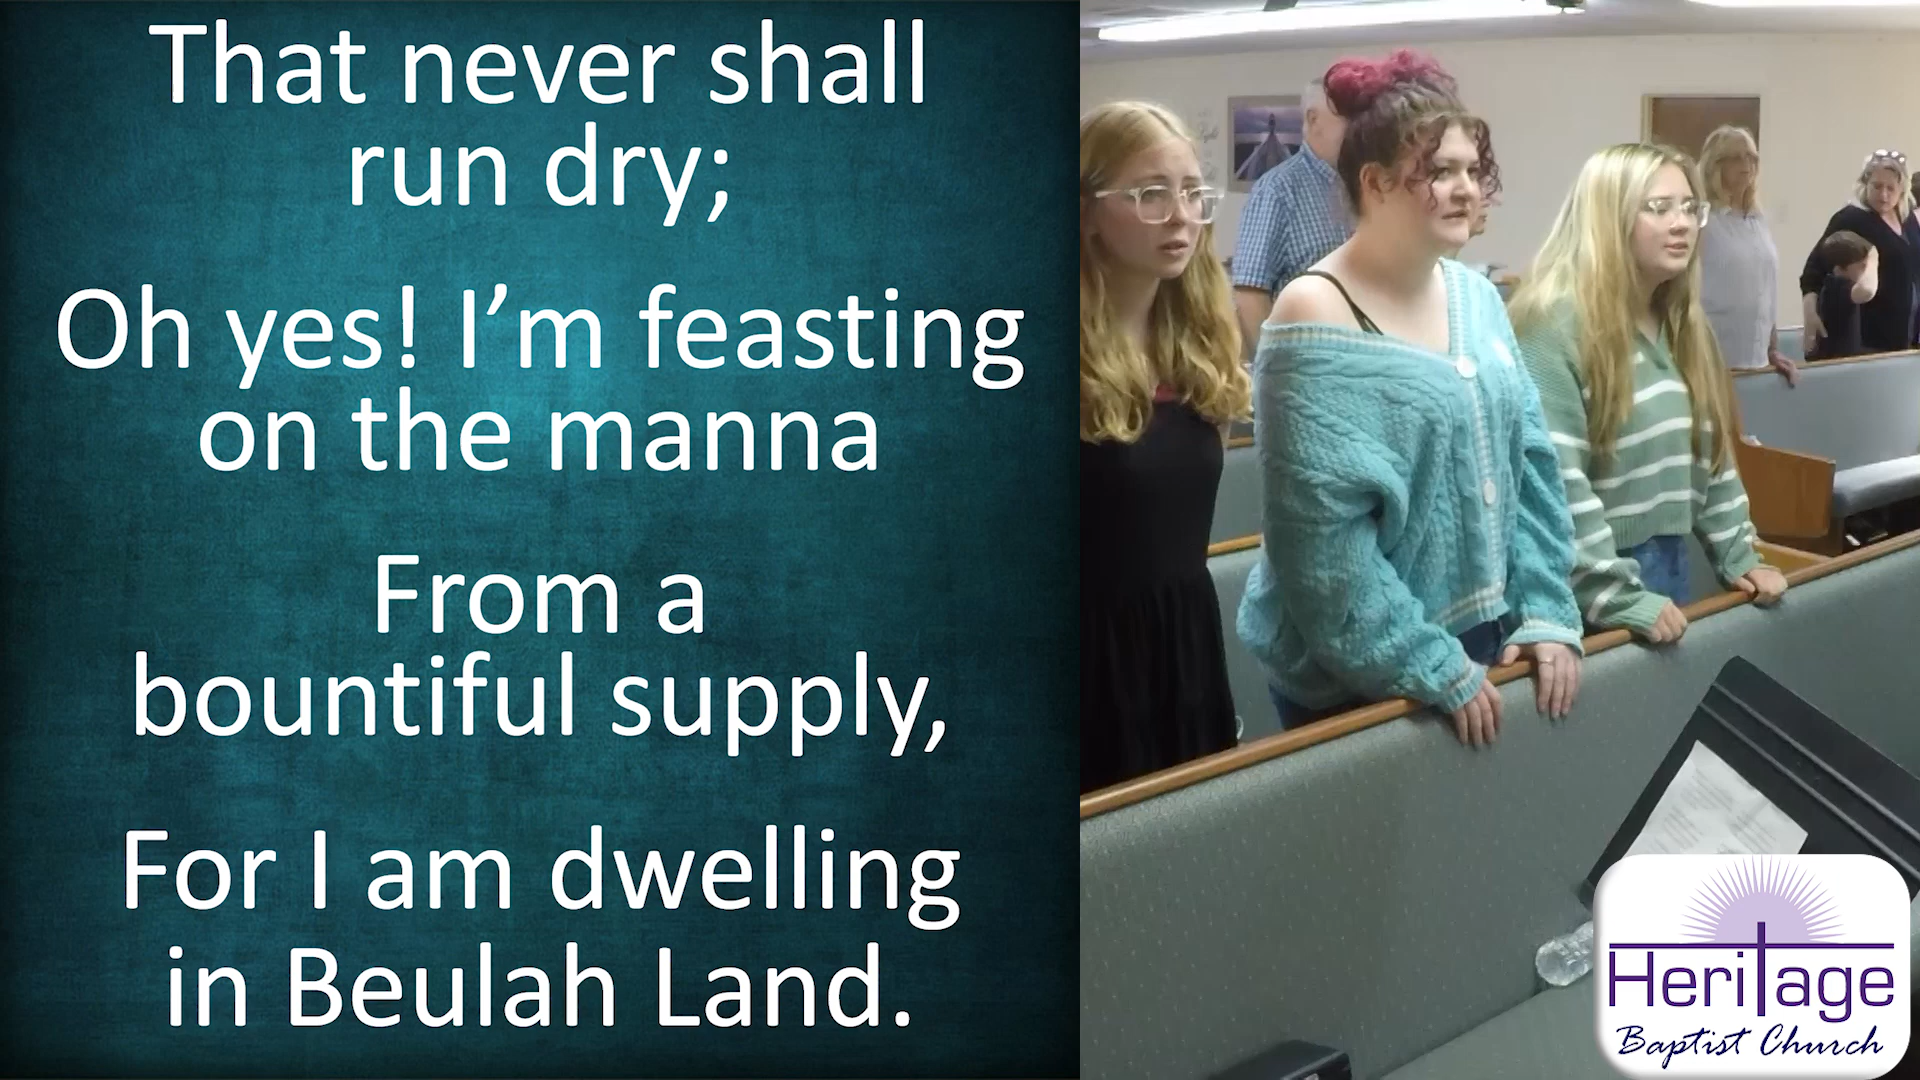 That never shall
run dry;
Oh yes! I’m feasting
on the manna
From a
bountiful supply,
For I am dwelling
in Beulah Land.
Heritage
Baptist Church